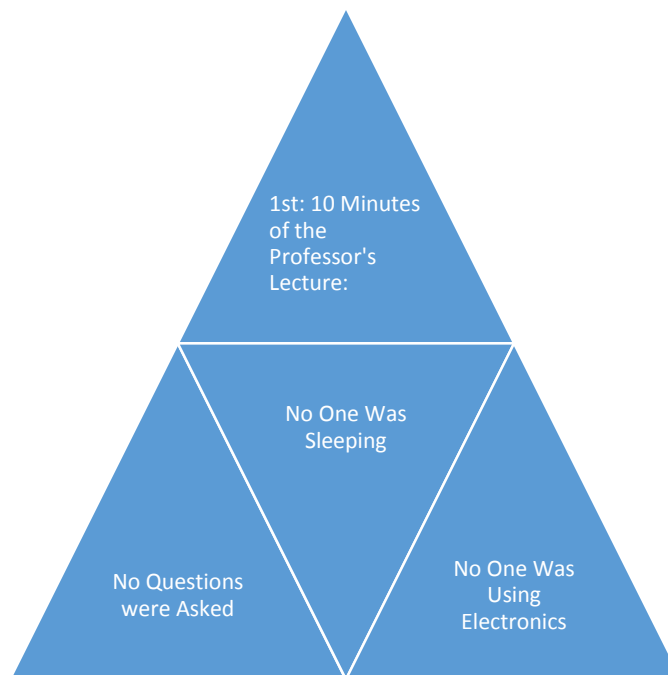 1st: 10 Minutes
of the
Professor's
Lecture:
No One Was
Sleeping
No Questions
were Asked
No One Was
Using
Electronics